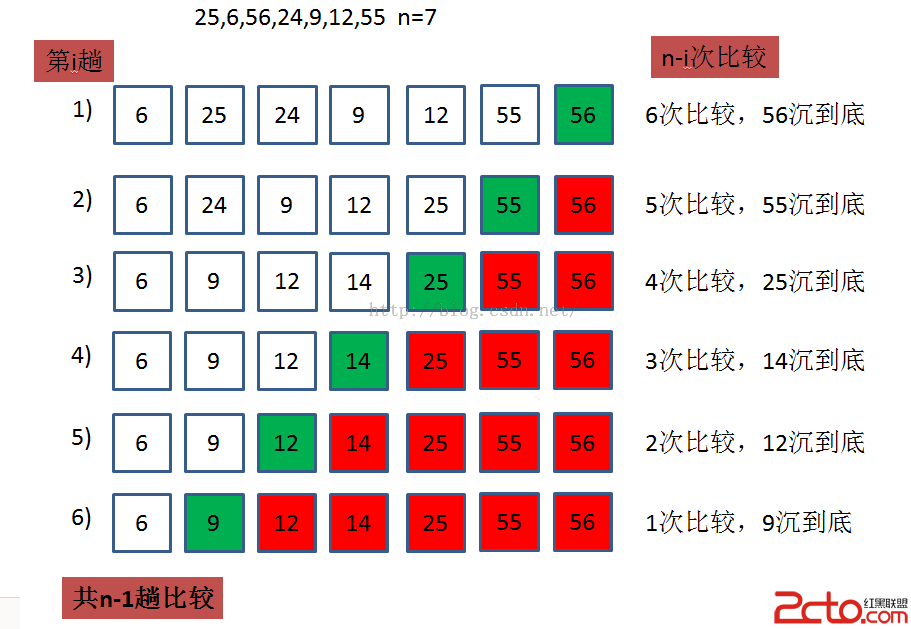 25,6,56,24,9,12,55 n=7
第i趟
n-i次比较
1) 6 25 24 9 12 55 56 6次比较，56沉到底
2) 6 24 9 12 25 55 56 5次比较，55沉到底
3) 6 9 12 14 25 55 56 4次比较，25沉到底
http://blog.csdn.net/
4) 6 9 12 14 25 55 56 3次比较，14沉到底
5) 6 9 12 14 25 55 56 2次比较，12沉到底
6) 6 9 12 14 25 55 56 1次比较，9沉到底
共n-1趟比较
2cto.com 红黑联盟